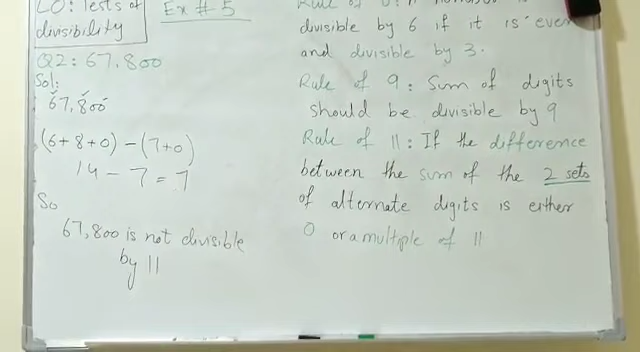 LO: Tests of
divisibility
Ex # 5
Q2: 67,800
Sol:
67,800
(6+8+0) - (7+0)
14 - 7 = 7
So
67,800 is not divisible
by 11
divisible by 6 if it is even
and divisible by 3.
Rule of 9: Sum of digits
should be divisible by 9
Rule of 11: If the difference
between the sum of the 2 sets
of alternate digits is either
0 or a multiple of 11